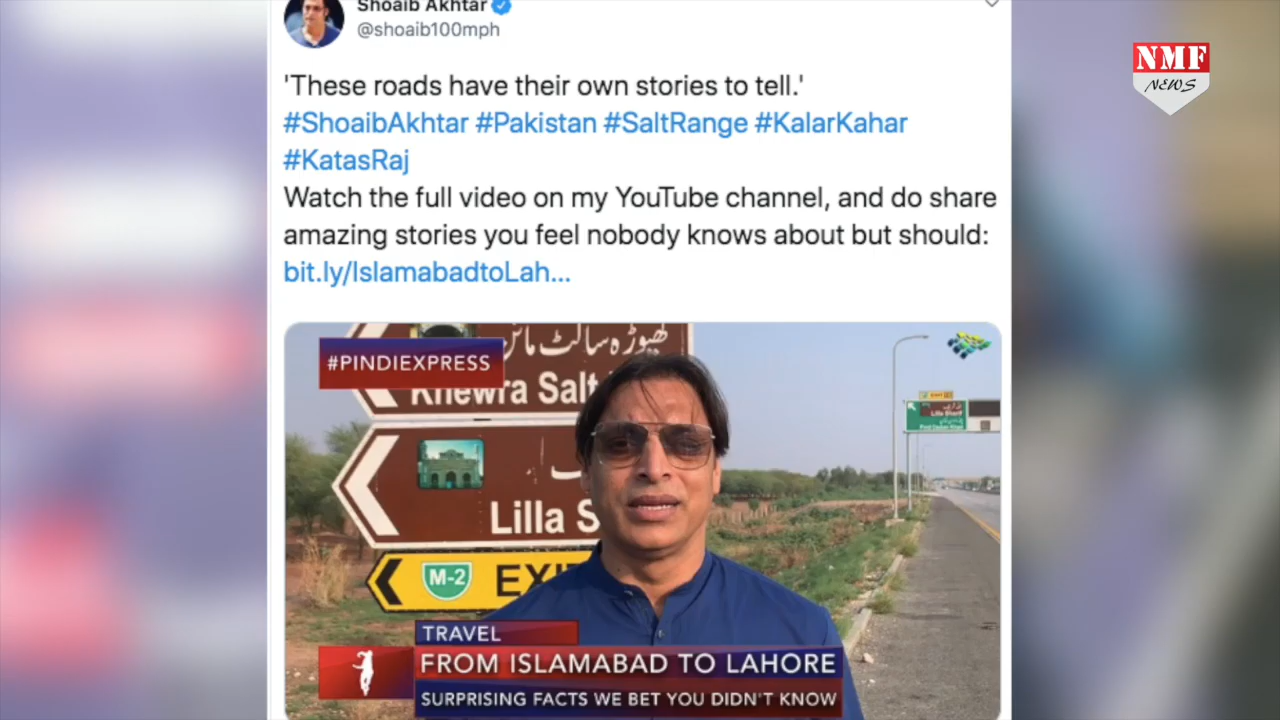 Shoaib Akhtar
@shoaib100mph
NMF
NEWS
'These roads have their own stories to tell.'
#ShoaibAkhtar #Pakistan #SaltRange #KalarKahar
#KatasRaj
Watch the full video on my YouTube channel, and do share
amazing stories you feel nobody knows about but should:
bit.ly/IslamabadtoLah...
کھیوڑہ سالٹ مائن
#PINDIEXPRESS
Khewra Salt
Lilla S
M-2 EXI
TRAVEL
FROM ISLAMABAD TO LAHORE
SURPRISING FACTS WE BET YOU DIDN'T KNOW